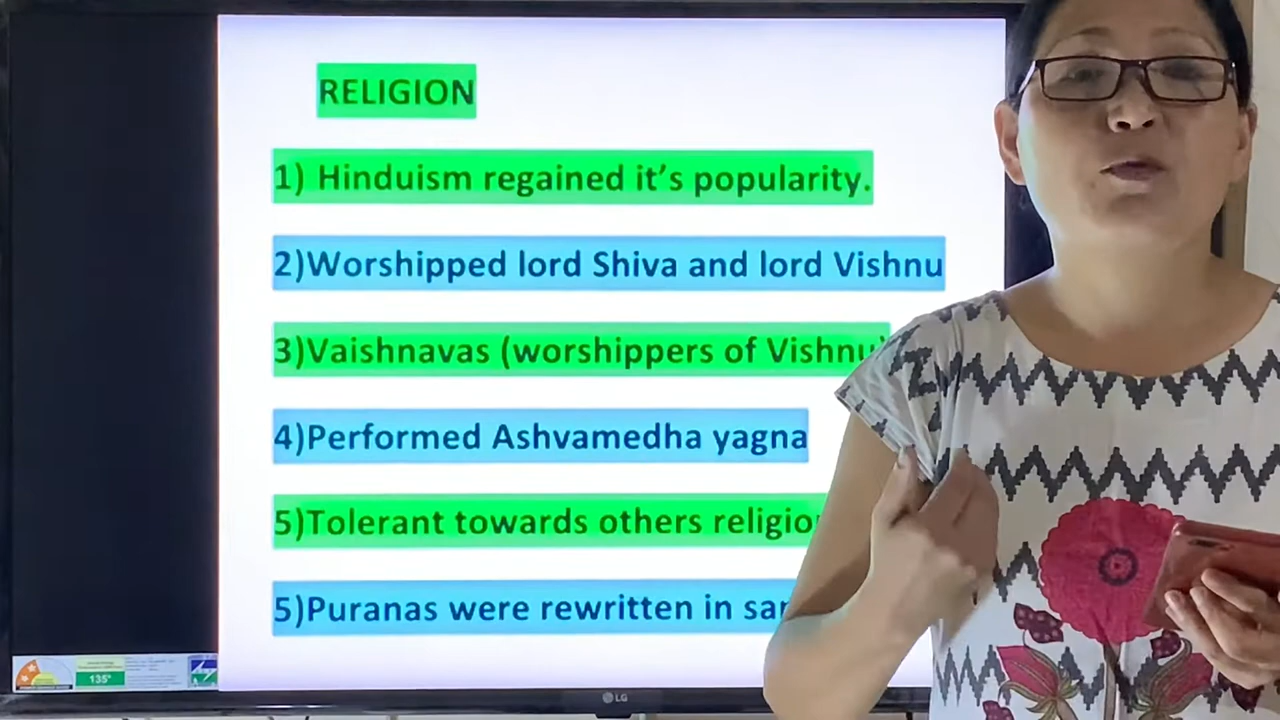 RELIGION
1) Hinduism regained it’s popularity.
2)Worshipped lord Shiva and lord Vishnu
3)Vaishnavas (worshippers of Vishnu)
4)Performed Ashvamedha yagna
5)Tolerant towards others
5)Puranas were rewritten in
135"
LG